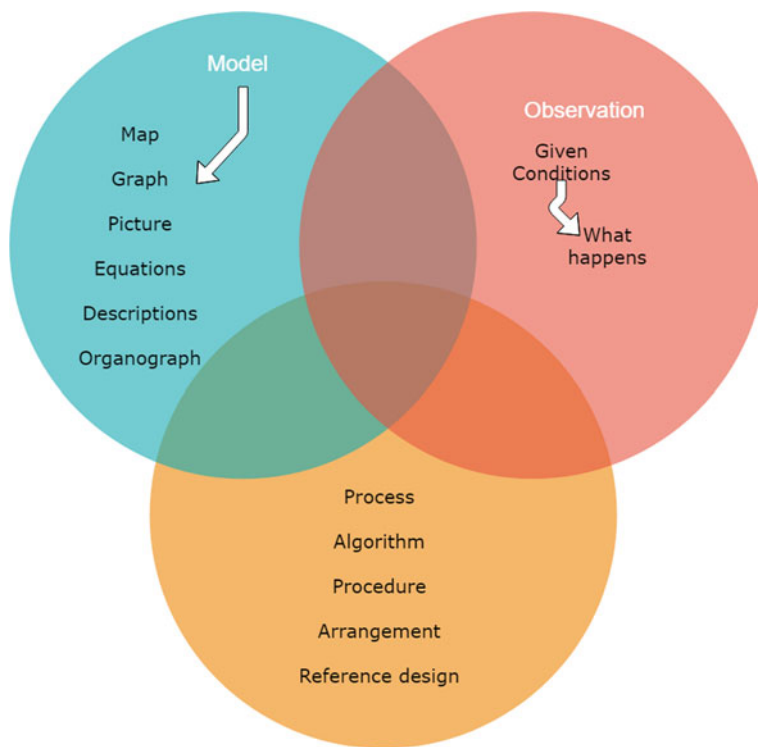 Model
Map
Graph
Picture
Equations
Descriptions
Organograph
Observation
Given
Conditions
What
happens
Process
Algorithm
Procedure
Arrangement
Reference design